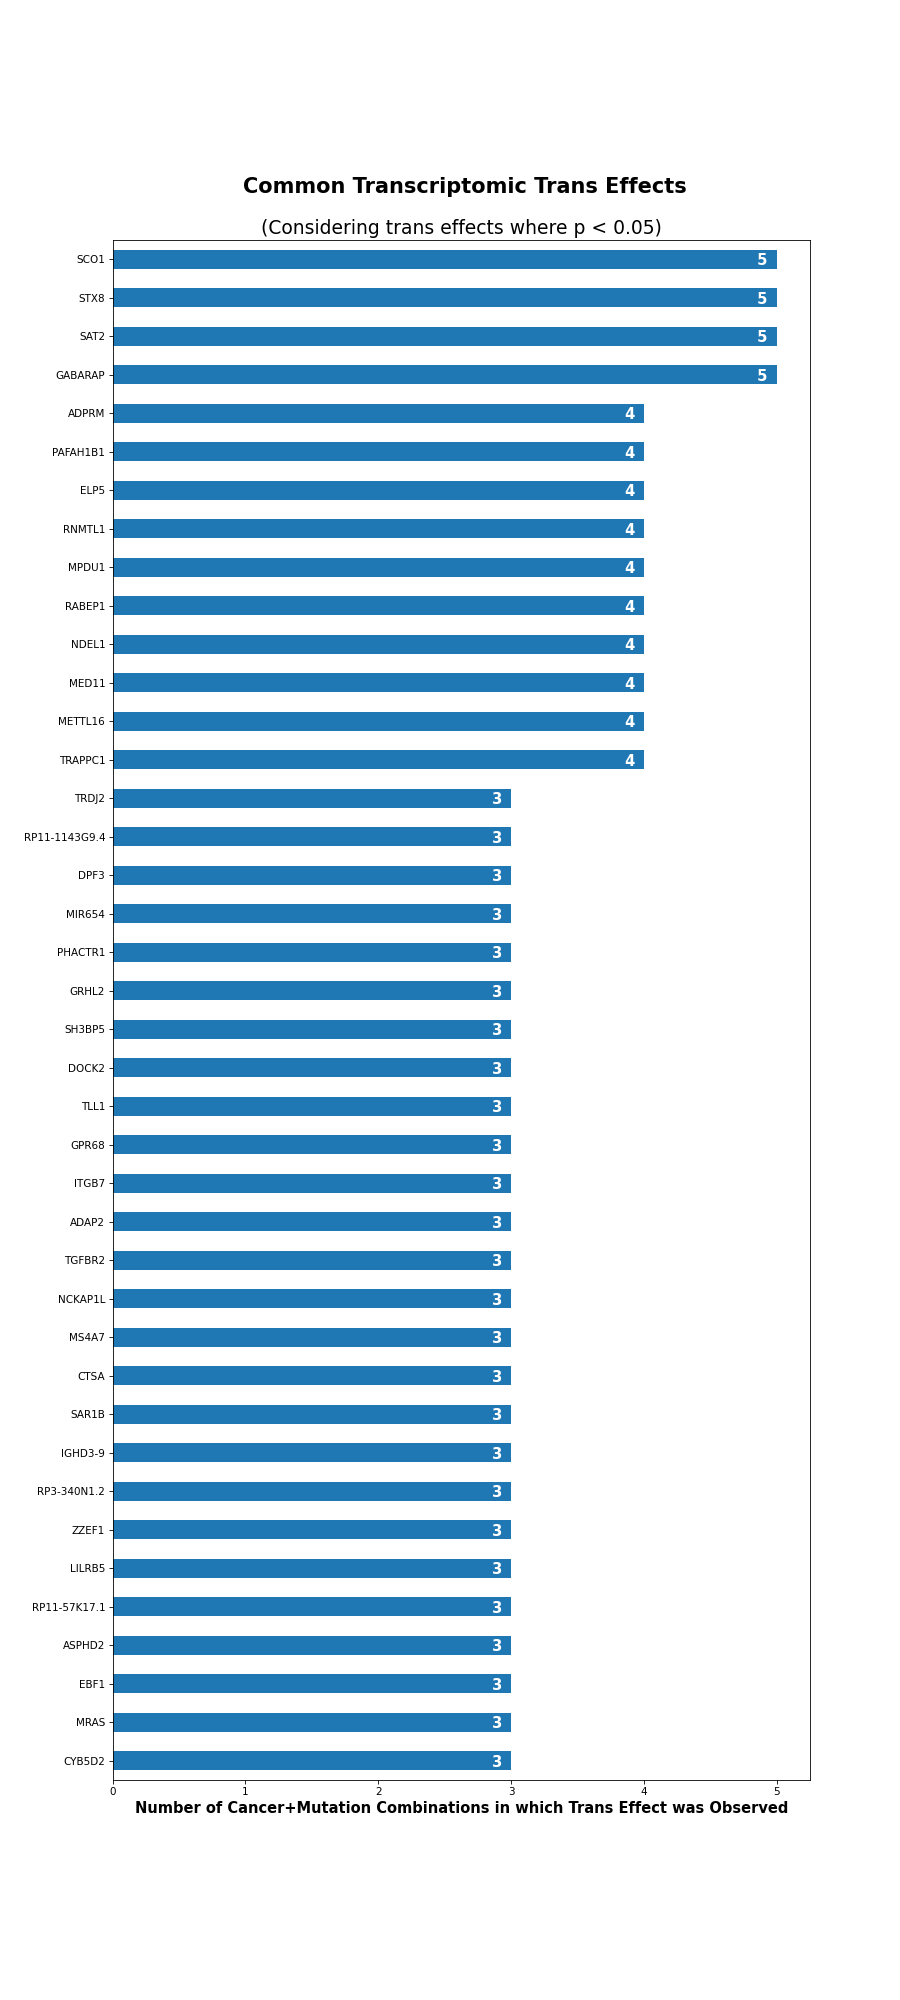 Common Transcriptomic Trans Effects
(Considering trans effects where p < 0.05)
SCO1 5
STX8 5
SAT2 5
GABARAP 5
ADPRM 4
PAFAH1B1 4
ELP5 4
RNMTL1 4
MPDU1 4
RABEP1 4
NDEL1 4
MED11 4
METTL16 4
TRAPPC1 4
TRDJ2 3
RP11-1143G9.4 3
DPF3 3
MIR654 3
PHACTR1 3
GRHL2 3
SH3BP5 3
DOCK2 3
TLL1 3
GPR68 3
ITGB7 3
ADAP2 3
TGFBR2 3
NCKAP1L 3
MS4A7 3
CTSA 3
SAR1B 3
IGHD3-9 3
RP3-340N1.2 3
ZZEF1 3
LILRB5 3
RP11-57K17.1 3
ASPHD2 3
EBF1 3
MRAS 3
CYB5D2 3
0 1 2 3 4 5
Number of Cancer+Mutation Combinations in which Trans Effect was Observed